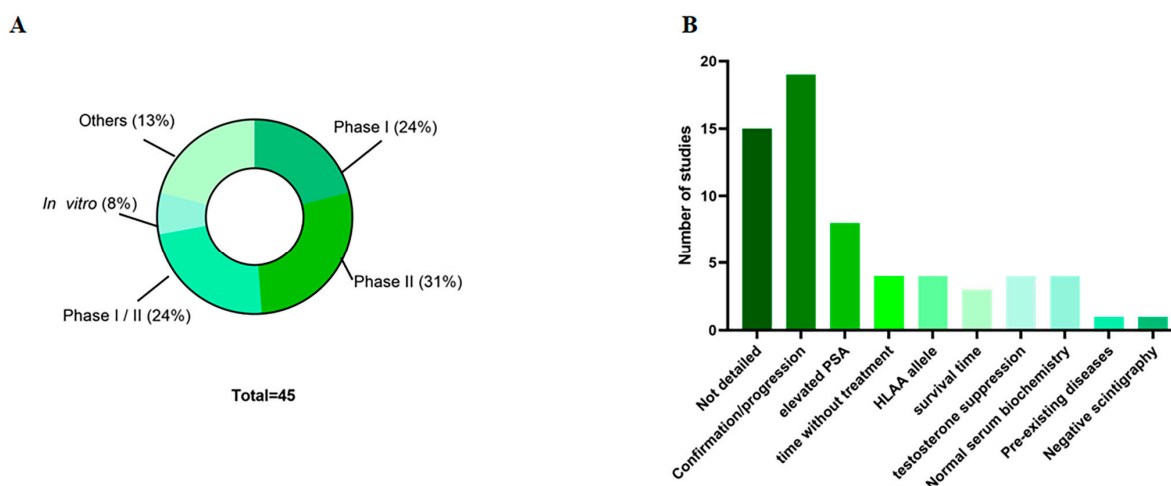 A
Others (13%)
Phase I (24%)
In vitro (8%)
Phase II (31%)
Phase I / II (24%)
Total=45
B
Number of studies
20
15
10
5
0
Not detailed
Confirmation/progression
elevated PSA
time without treatment
HLAA allele
survival time
testosterone suppression
Normal serum biochemistry
Pre-existing diseases
Negative scintigraphy